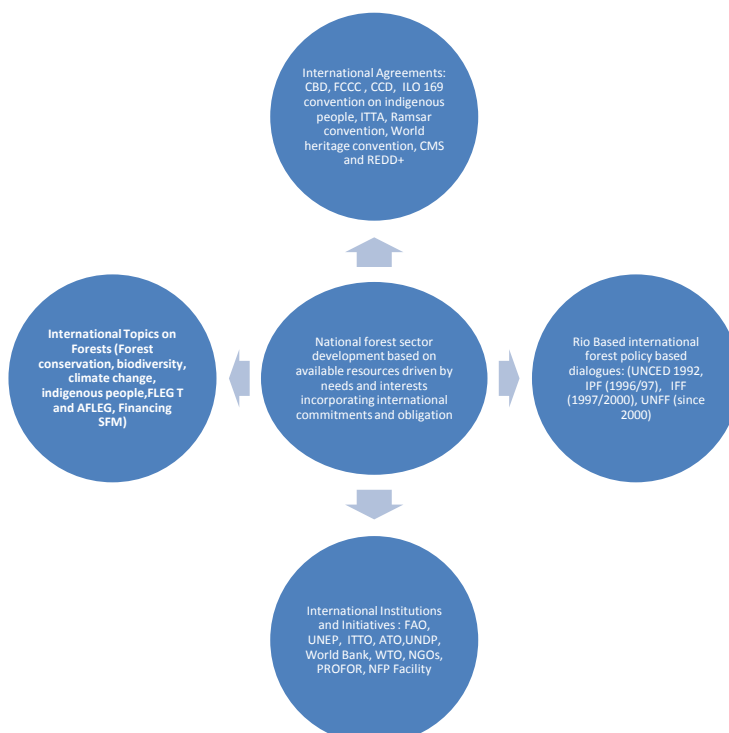 International Agreements:
CBD, FCCC , CCD,  ILO 169
convention on indigenous
people, ITTA, Ramsar
convention, World
heritage convention, CMS
and REDD+
International Topics on
Forests (Forest
conservation, biodiversity,
climate change,
indigenous people,FLEG T
and AFLEG, Financing
SFM)
National forest sector
development based on
available resources driven by
needs and interests
incorporating international
commitments and obligation
Rio Based international
forest policy based
dialogues: (UNCED 1992,
IPF (1996/97),   IFF
(1997/2000), UNFF (since
2000)
International Institutions
and Initiatives : FAO,
UNEP,  ITTO, ATO,UNDP,
World Bank, WTO, NGOs,
PROFOR, NFP Facility